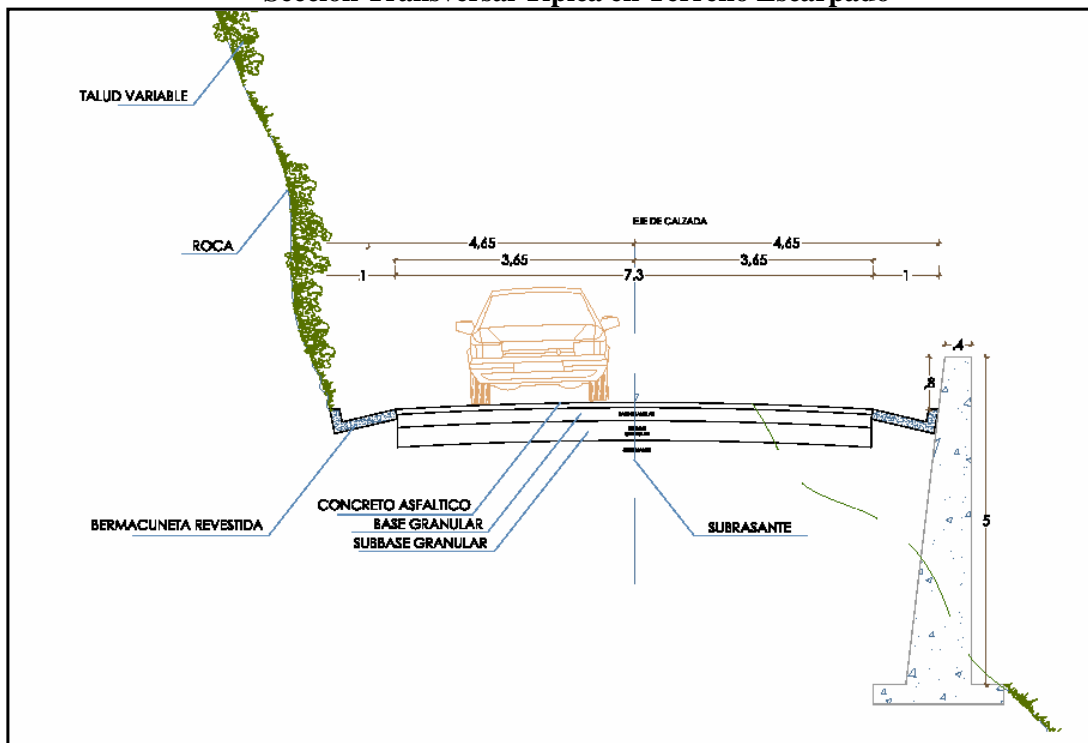 Sección Transversal Típica en Terreno Escarpado
TALUD VARIABLE
ROCA
EJE DE CALZADA
4,65 4,65
3,65 3,65
.1 7.3 1
,4
,8
5
CONCRETO ASFALTICO
BASE GRANULAR
SUBBASE GRANULAR
BERMACUNETA REVESTIDA
SUBRASANTE